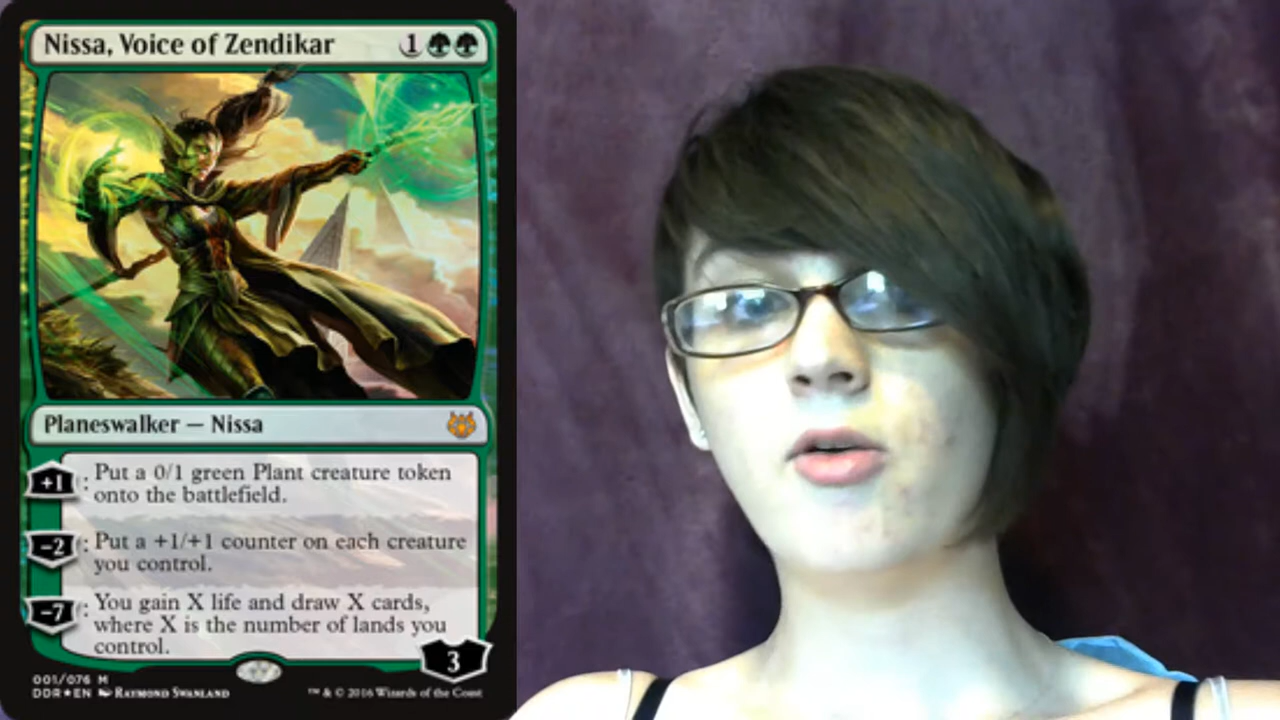 Nissa, Voice of Zendikar 1
Planeswalker — Nissa
+1: Put a 0/1 green Plant creature token
onto the battlefield.
−2: Put a +1/+1 counter on each creature
you control.
−7: You gain X life and draw X cards,
where X is the number of lands you
control.
3
001/076 M
DDR★EN Raymond Swanland
™ & © 2016 Wizards of the Coast